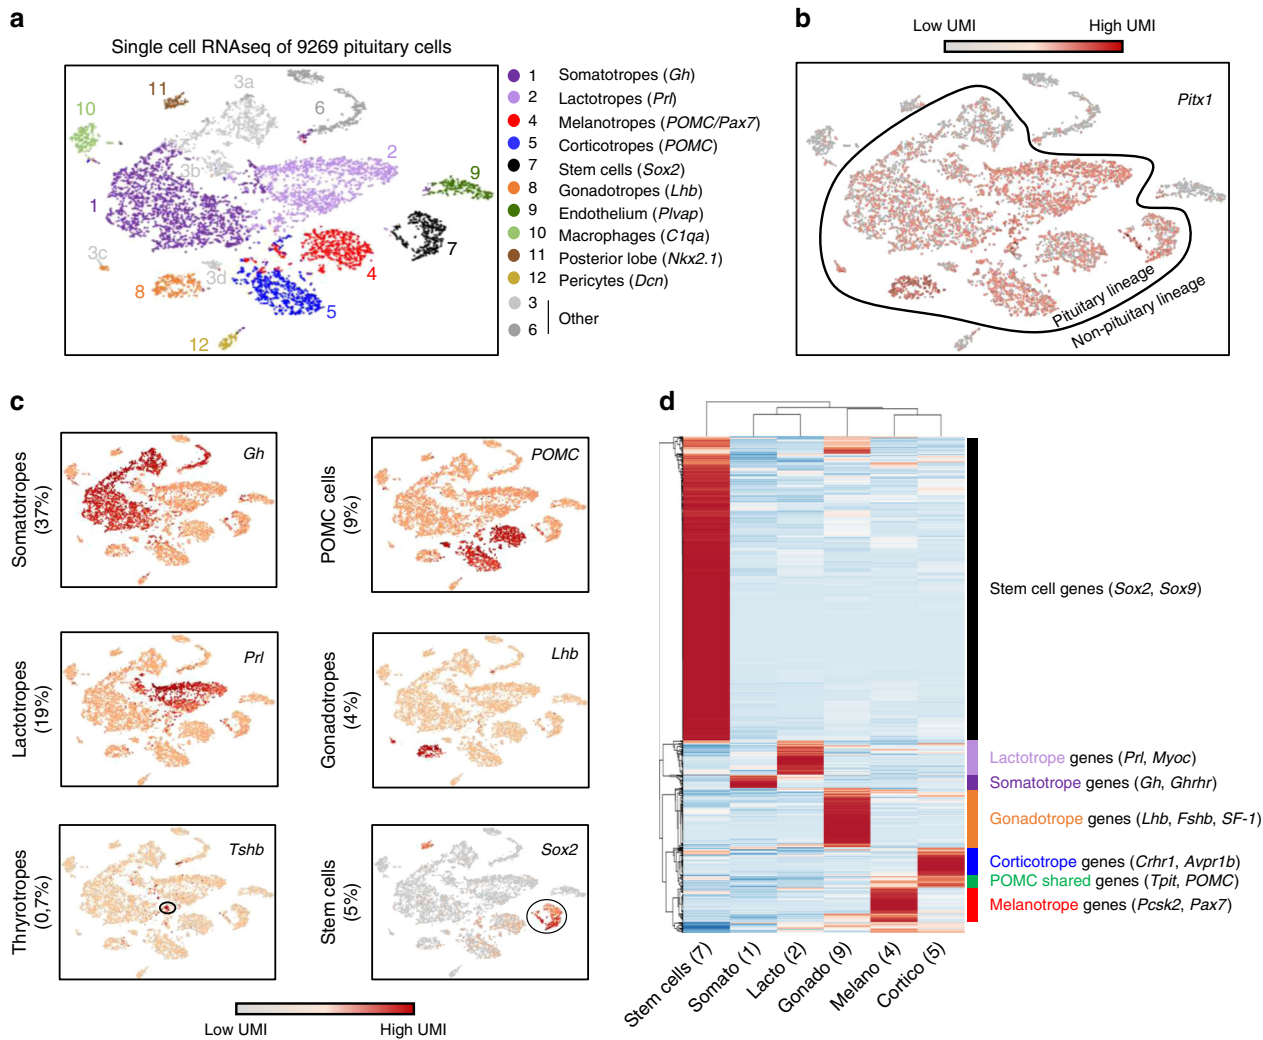 a
Single cell RNAseq of 9269 pituitary cells
3a
11
6
10
3b
2
9
1
7
3c
3d
4
8
5
12
1 Somatotropes (Gh)
2 Lactotropes (Prl)
4 Melanotropes (POMC/Pax7)
5 Corticotropes (POMC)
7 Stem cells (Sox2)
8 Gonadotropes (Lhb)
9 Endothelium (Plvap)
10 Macrophages (C1qa)
11 Posterior lobe (Nkx2.1)
12 Pericytes (Dcn)
3
Other
6
b
Low UMI
High UMI
Pitx1
Pituitary lineage
Non-pituitary lineage
c
Somatotropes
(37%)
Gh
POMC cells
(9%)
POMC
Lactotropes
(19%)
Prl
Gonadotropes
(4%)
Lhb
Thryrotropes
(0,7%)
Tshb
Stem cells
(5%)
Sox2
Low UMI
High UMI
d
Stem cell genes (Sox2, Sox9)
Lactotrope genes (Prl, Myoc)
Somatotrope genes (Gh, Ghrhr)
Gonadotrope genes (Lhb, Fshb, SF-1)
Corticotrope genes (Crhr1, Avpr1b)
POMC shared genes (Tpit, POMC)
Melanotrope genes (Pcsk2, Pax7)
Stem cells (7)
Somato (1)
Lacto (2)
Gonado (9)
Melano (4)
Cortico (5)